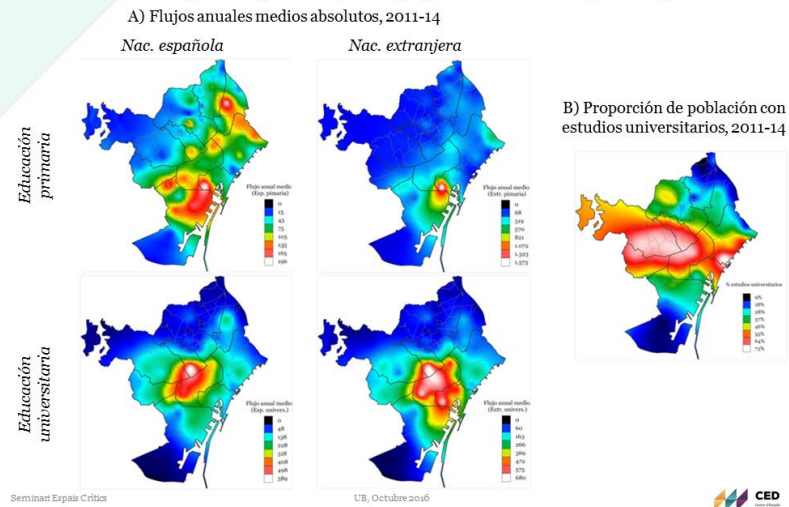 A) Flujos anuales medios absolutos, 2011-14
Nac. española
Nac. extranjera
Educación
primaria
Flujo anual medio
(Esp. primaria)
0
15
45
75
105
135
165
196
Flujo anual medio
(Extr. primaria)
0
68
319
570
821
1.072
1.323
1.573
B) Proporción de población con
estudios universitarios, 2011-14
% estudios universitarios
9%
18%
28%
37%
46%
55%
64%
73%
Educación
universitaria
Flujo anual medio
(Esp. univers.)
0
48
138
228
318
408
498
589
Flujo anual medio
(Extr. univers.)
0
60
163
266
369
472
575
680
Seminari Espais Crítics
UB, Octubre 2016
CED